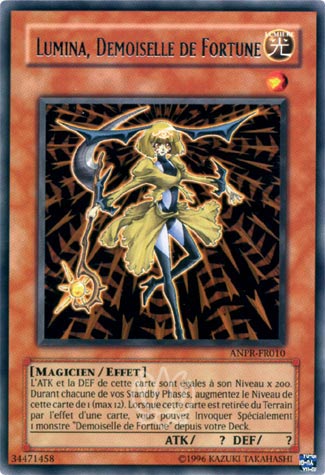 LUMINA, DEMOISELLE DE FORTUNE
LUMIÈRE
光
ANPR-FR010
[MAGICIEN / EFFET]
L'ATK et la DEF de cette carte sont égales à son Niveau x 200.
Durant chacune de vos Standby Phases, augmentez le Niveau de
cette carte de 1 (max 12). Lorsque cette carte est retirée du Terrain
par l'effet d'une carte, vous pouvez Invoquer Spécialement
1 monstre "Demoiselle de Fortune" depuis votre Deck.
ATK/ ? DEF/ ?
34471458
©1996 KAZUKI TAKAHASHI